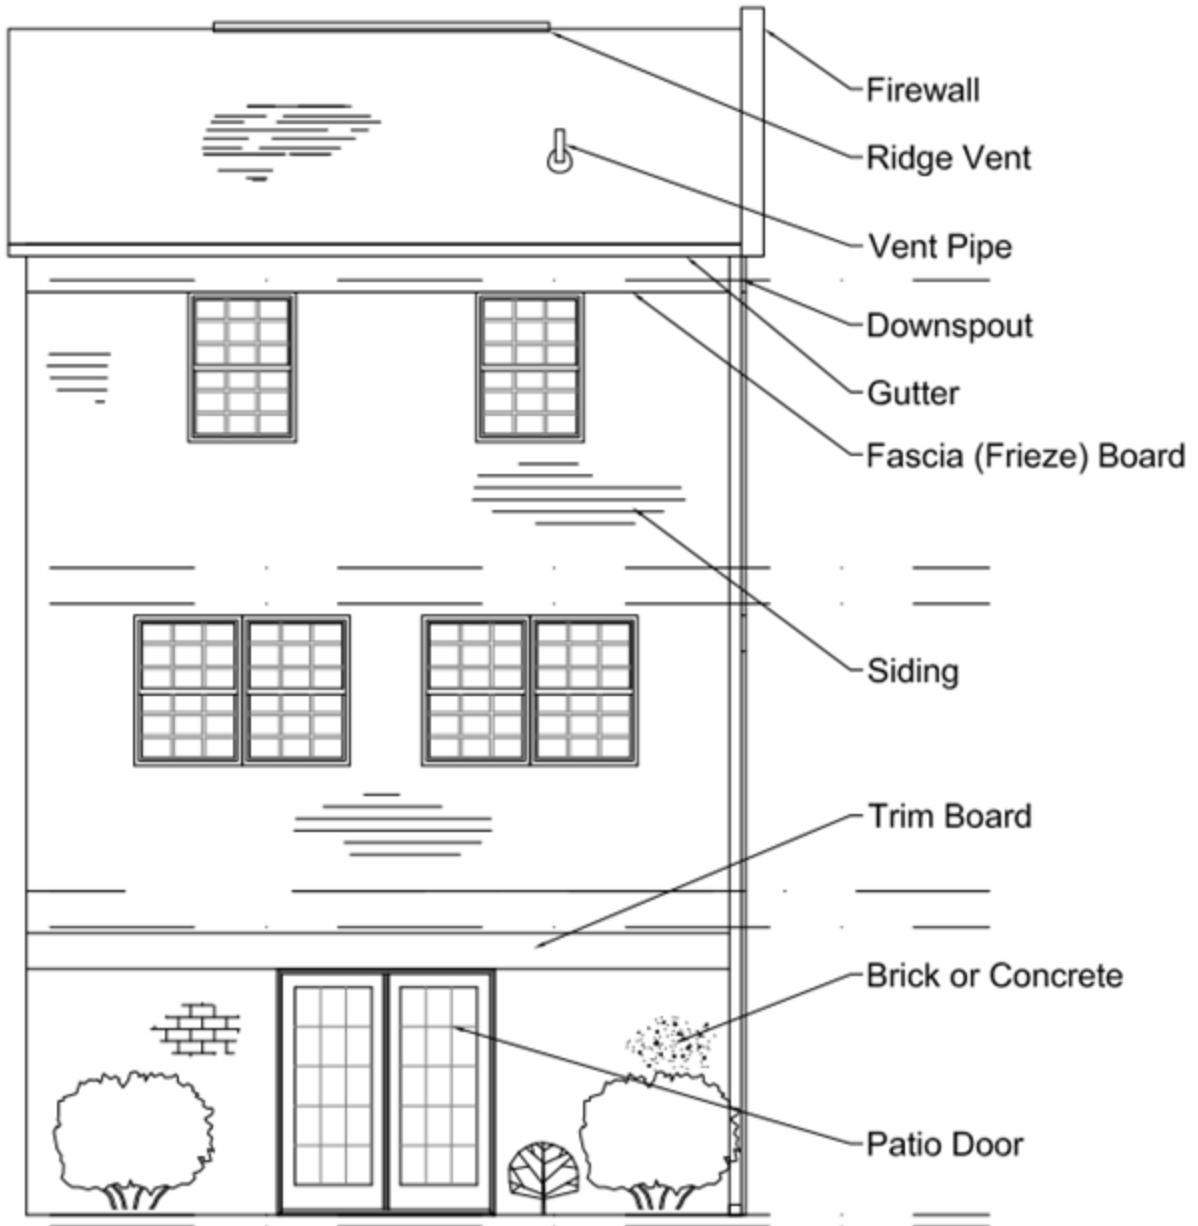 Firewall
Ridge Vent
Vent Pipe
Downspout
Gutter
Fascia (Frieze) Board
Siding
Trim Board
Brick or Concrete
Patio Door